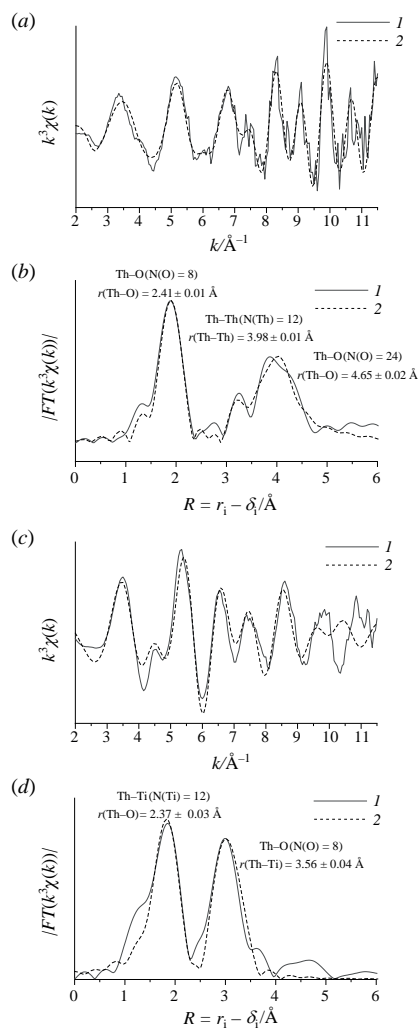 (a)
1
2
k³χ(k)
2 3 4 5 6 7 8 9 10 11
k/Å⁻¹
(b)
Th–O(N(O) = 8)
r(Th–O) = 2.41 ± 0.01 Å
1
2
Th–Th(N(Th) = 12)
r(Th–Th) = 3.98 ± 0.01 Å
Th–O(N(O) = 24)
r(Th–O) = 4.65 ± 0.02 Å
|FT(k³χ(k))|
0 1 2 3 4 5 6
R = rᵢ – δᵢ/Å
(c)
1
2
k³χ(k)
2 3 4 5 6 7 8 9 10 11
k/Å⁻¹
(d)
Th–Ti(N(Ti) = 12)
r(Th–O) = 2.37 ± 0.03 Å
1
2
Th–O(N(O) = 8)
r(Th–Ti) = 3.56 ± 0.04 Å
|FT(k³χ(k))|
0 1 2 3 4 5 6
R = rᵢ – δᵢ/Å